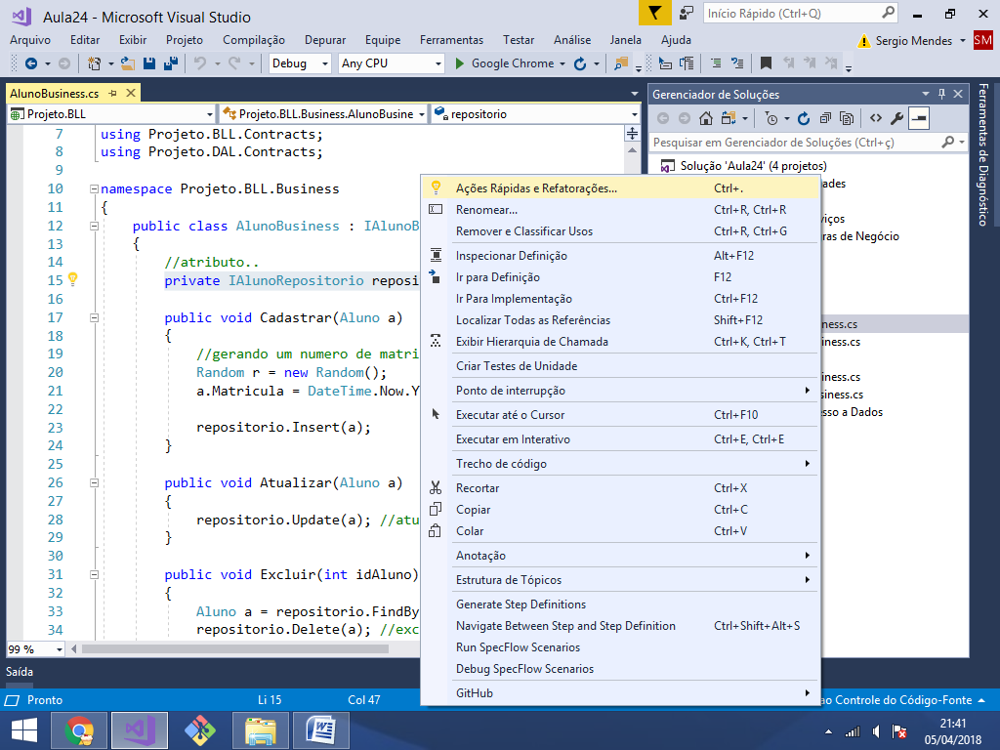 Aula24 - Microsoft Visual Studio
Início Rápido (Ctrl+Q)
Arquivo Editar Exibir Projeto Compilação Depurar Equipe Ferramentas Testar Análise Janela Ajuda
Sergio Mendes SM
Debug Any CPU Google Chrome
AlunoBusiness.cs
Projeto.BLL Projeto.BLL.Business.AlunoBusine repositorio
7 using Projeto.BLL.Contracts;
8 using Projeto.DAL.Contracts;
9
10 namespace Projeto.BLL.Business
11 {
12 public class AlunoBusiness : IAlunoB
13 {
14 //atributo..
15 private IAlunoRepositorio reposi
16
17 public void Cadastrar(Aluno a)
18 {
19 //gerando um numero de matri
20 Random r = new Random();
21 a.Matricula = DateTime.Now.Y
22
23 repositorio.Insert(a);
24 }
25
26 public void Atualizar(Aluno a)
27 {
28 repositorio.Update(a); //atu
29 }
30
31 public void Excluir(int idAluno)
32 {
33 Aluno a = repositorio.FindBy
34 repositorio.Delete(a); //exc
99 %
Ações Rápidas e Refatorações... Ctrl+.
Renomear... Ctrl+R, Ctrl+R
Remover e Classificar Usos Ctrl+R, Ctrl+G
Inspecionar Definição Alt+F12
Ir para Definição F12
Ir Para Implementação Ctrl+F12
Localizar Todas as Referências Shift+F12
Exibir Hierarquia de Chamada Ctrl+K, Ctrl+T
Criar Testes de Unidade
Ponto de interrupção
Executar até o Cursor Ctrl+F10
Executar em Interativo Ctrl+E, Ctrl+E
Trecho de código
Recortar Ctrl+X
Copiar Ctrl+C
Colar Ctrl+V
Anotação
Estrutura de Tópicos
Generate Step Definitions
Navigate Between Step and Step Definition Ctrl+Shift+Alt+S
Run SpecFlow Scenarios
Debug SpecFlow Scenarios
GitHub
Gerenciador de Soluções
Pesquisar em Gerenciador de Soluções (Ctrl+ç)
Solução 'Aula24' (4 projetos)
ades
viços
ras de Negócio
iness.cs
iness.cs
iness.cs
siness.cs
sso a Dados
Ferramentas de Diagnóstico
Saída
Pronto Li 15 Col 47 ao Controle do Código-Fonte
21:41
05/04/2018